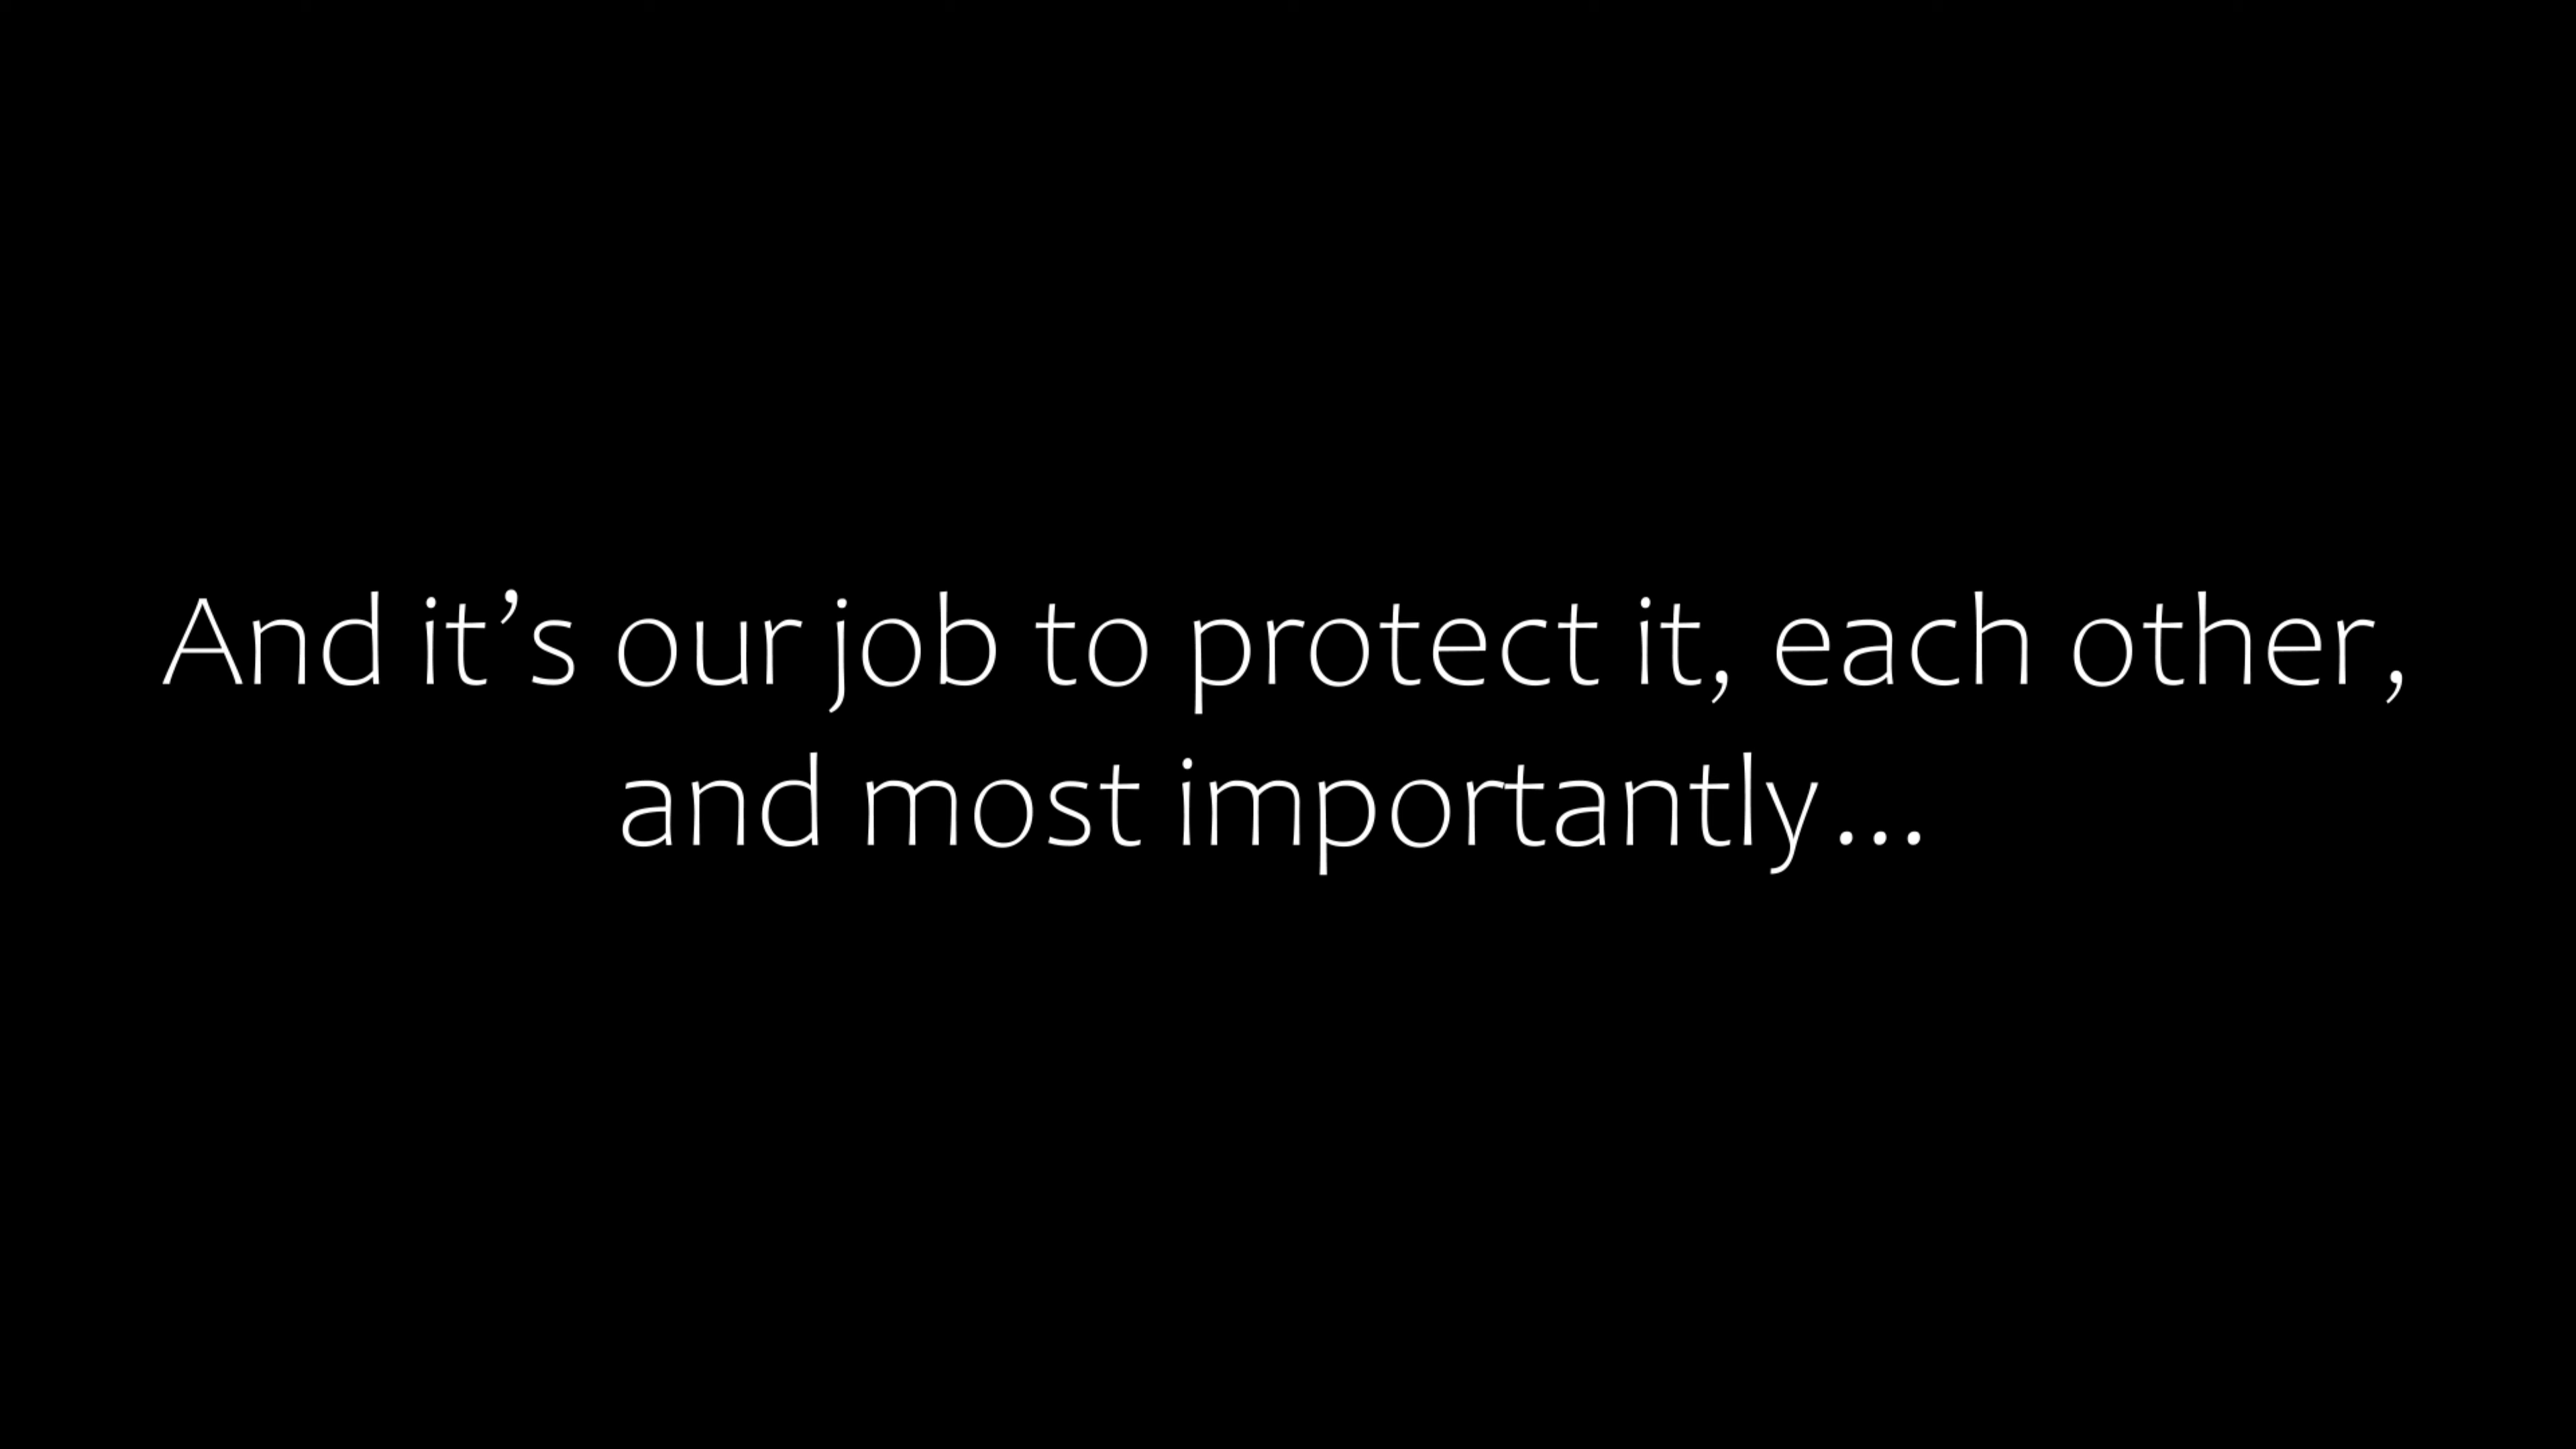 And it’s our job to protect it, each other,
and most importantly...